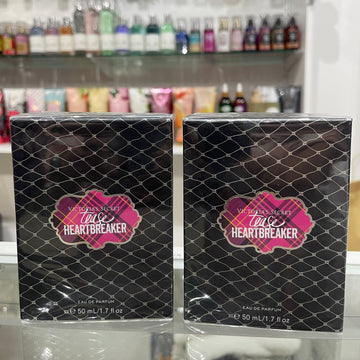 VICTORIA'S SECRET
tease
HEARTBREAKER
EAU DE PARFUM
50 mL/1.7 fl oz
VICTORIA'S SECRET
tease
HEARTBREAKER
EAU DE PARFUM
50 mL/1.7 fl oz